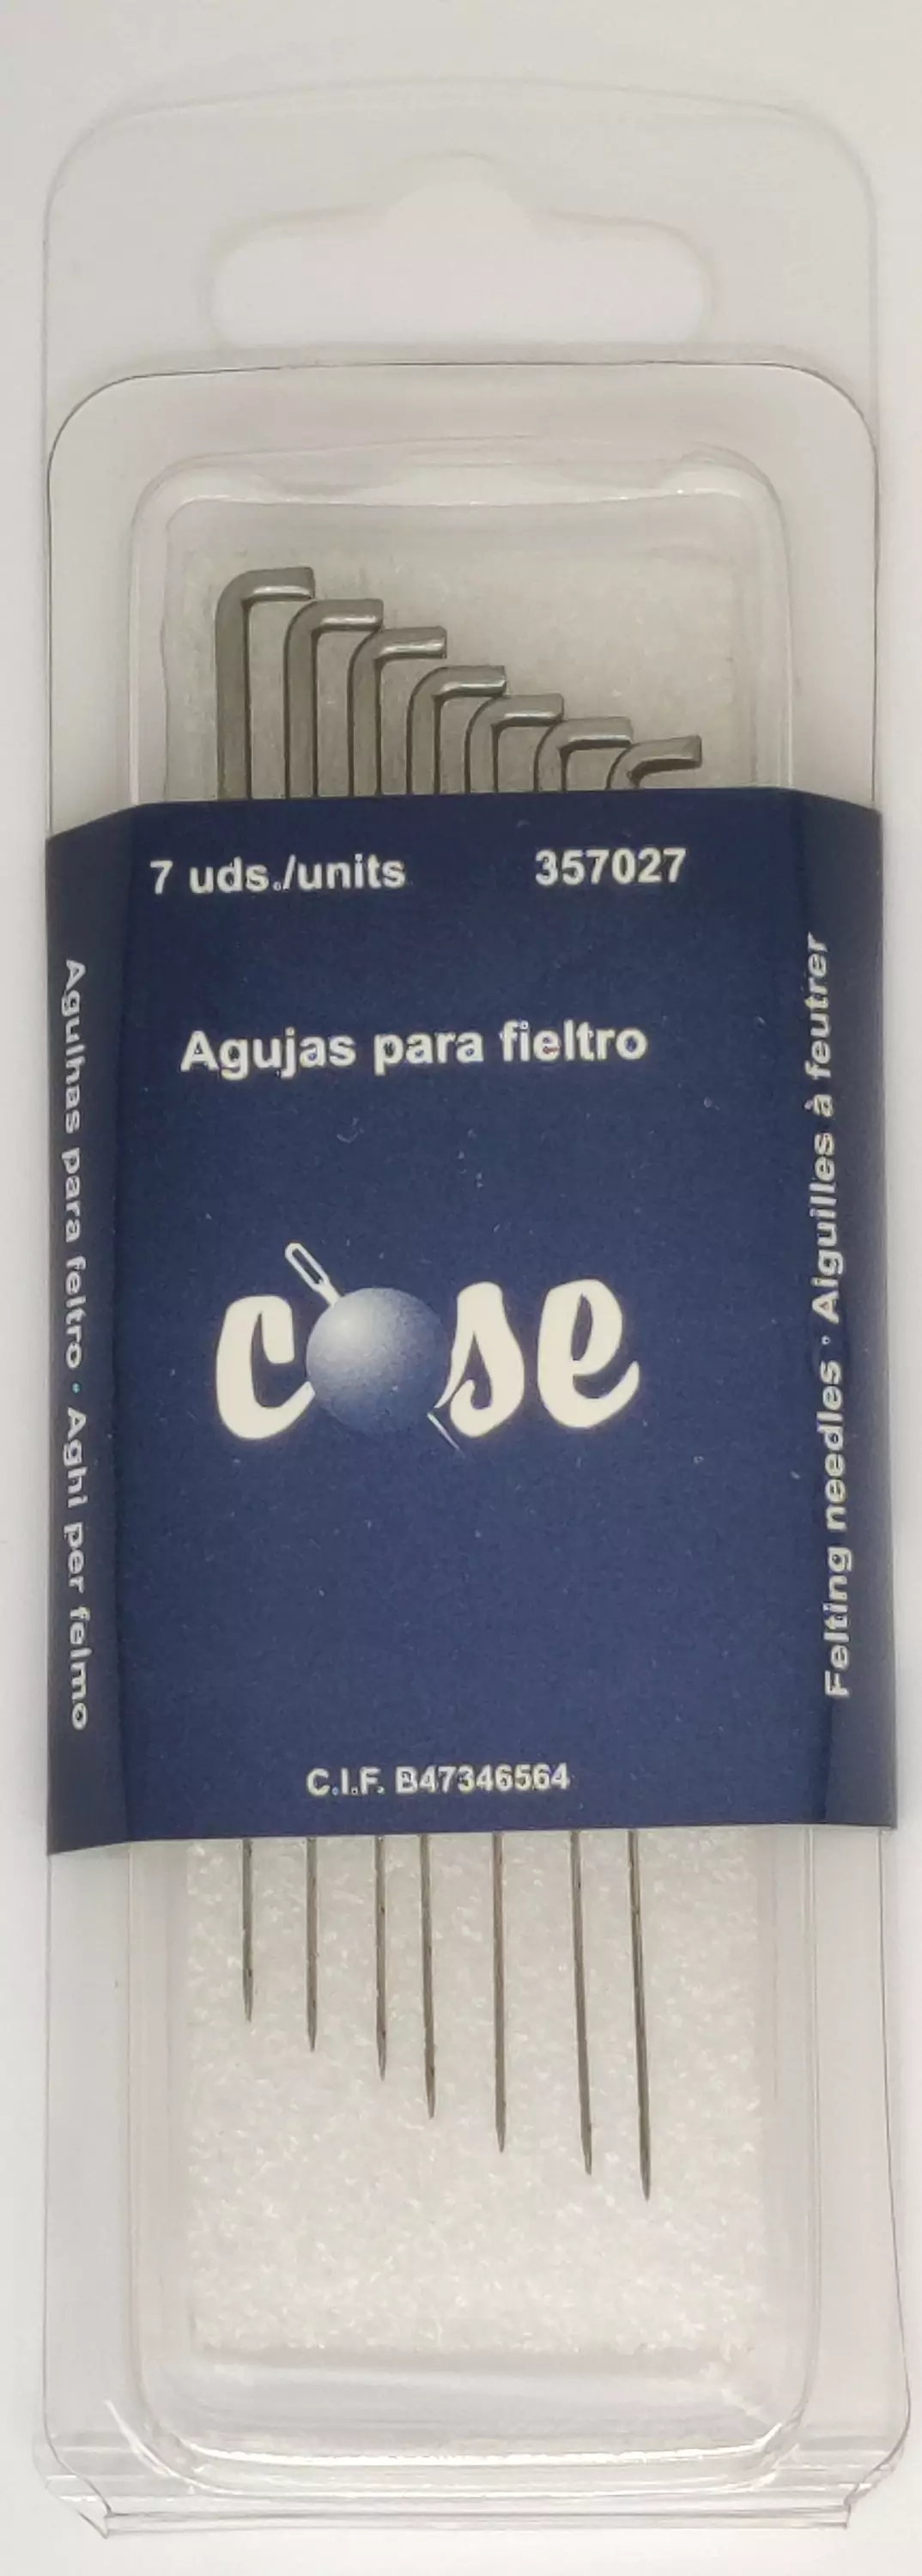 7 uds./units 357027
Agujas para fieltro
cose
C.I.F. B47346564
Agulhas para feltro · Aghi per felmo
Felting needles · Aiguilles à feutrer